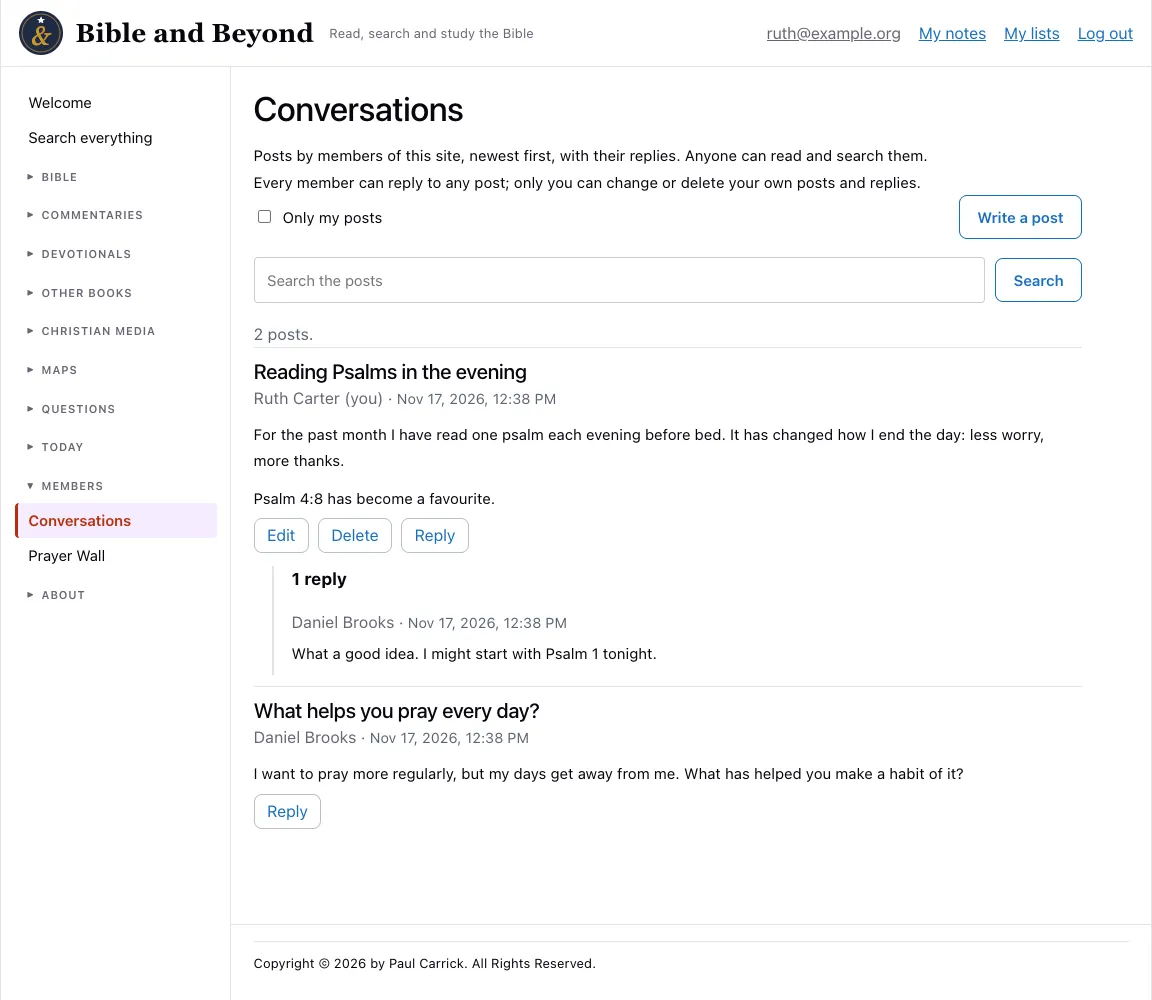 &
Bible and Beyond
Read, search and study the Bible
ruth@example.org
My notes
My lists
Log out
Welcome
Search everything
BIBLE
COMMENTARIES
DEVOTIONALS
OTHER BOOKS
CHRISTIAN MEDIA
MAPS
QUESTIONS
TODAY
MEMBERS
Conversations
Prayer Wall
ABOUT
Conversations
Posts by members of this site, newest first, with their replies. Anyone can read and search them.
Every member can reply to any post; only you can change or delete your own posts and replies.
Only my posts
Write a post
Search the posts
Search
2 posts.
Reading Psalms in the evening
Ruth Carter (you) · Nov 17, 2026, 12:38 PM
For the past month I have read one psalm each evening before bed. It has changed how I end the day: less worry,
more thanks.
Psalm 4:8 has become a favourite.
Edit
Delete
Reply
1 reply
Daniel Brooks · Nov 17, 2026, 12:38 PM
What a good idea. I might start with Psalm 1 tonight.
What helps you pray every day?
Daniel Brooks · Nov 17, 2026, 12:38 PM
I want to pray more regularly, but my days get away from me. What has helped you make a habit of it?
Reply
Copyright © 2026 by Paul Carrick. All Rights Reserved.